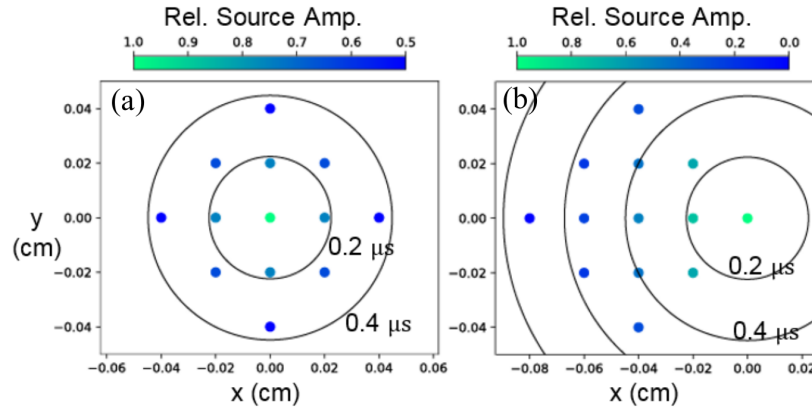 Rel. Source Amp.
1.0 0.9 0.8 0.7 0.6 0.5
(a)
0.04
0.02
0.00
−0.02
−0.04
y
(cm)
0.2 μs
0.4 μs
−0.06 −0.04 −0.02 0.00 0.02 0.04 0.06
x (cm)
Rel. Source Amp.
1.0 0.8 0.6 0.4 0.2 0.0
(b)
0.04
0.02
0.00
−0.02
−0.04
0.2 μs
0.4 μs
−0.08 −0.06 −0.04 −0.02 0.00 0.02
x (cm)